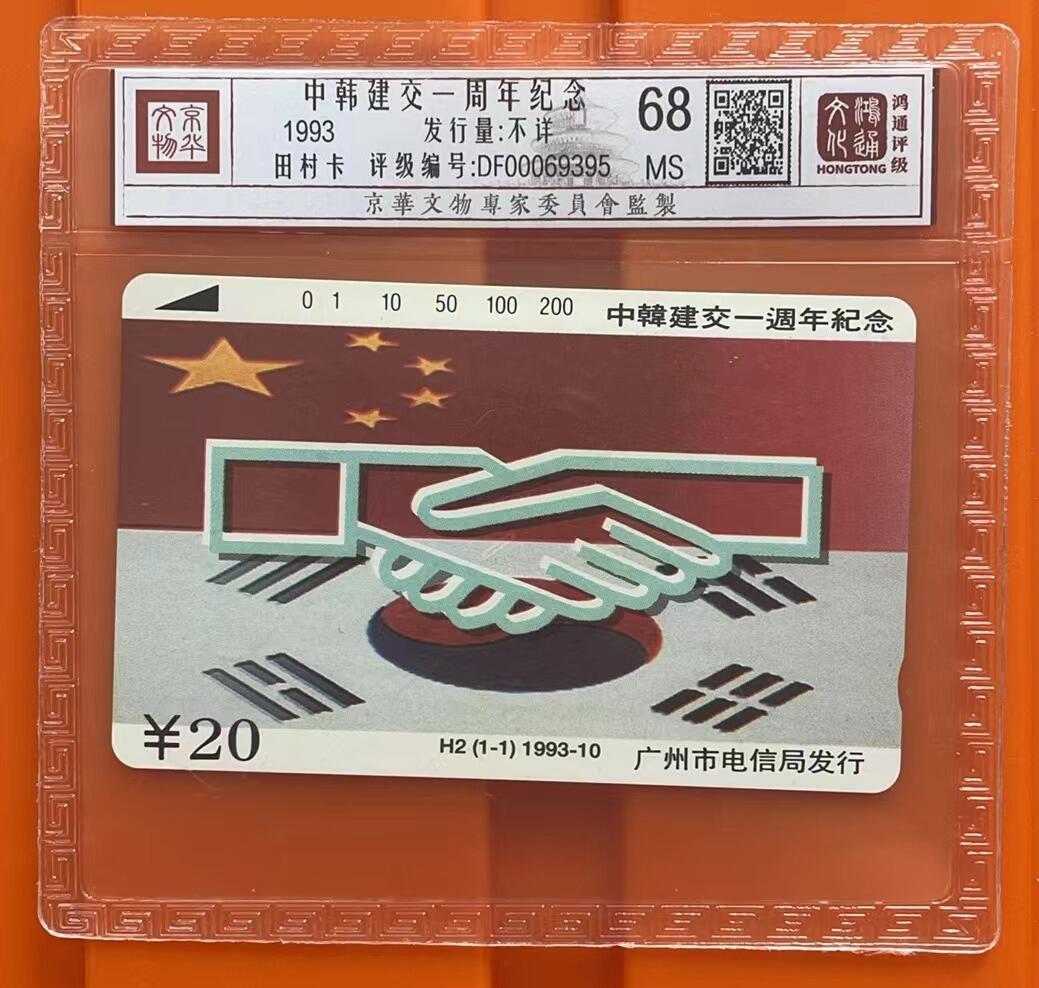 京华文物
中韩建交一周年纪念
1993 发行量:不详
田村卡 评级编号:DF00069395
68
MS
鸿通文化
HONGTONG
鸿通评级
京華文物專家委員會監製
0 1 10 50 100 200
中韓建交一週年紀念
¥20
H2 (1-1) 1993-10
广州市电信局发行